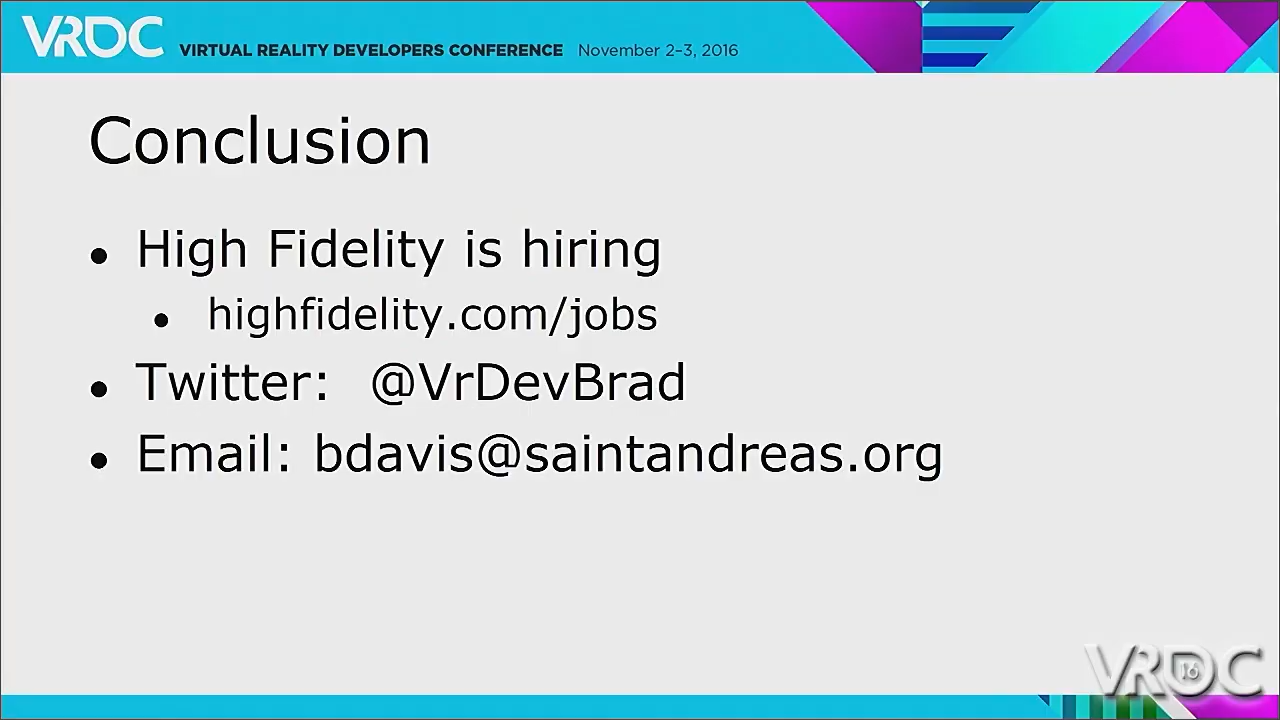 VRDC VIRTUAL REALITY DEVELOPERS CONFERENCE November 2-3, 2016
Conclusion
• High Fidelity is hiring
• highfidelity.com/jobs
• Twitter: @VrDevBrad
• Email: bdavis@saintandreas.org
VRDC 16